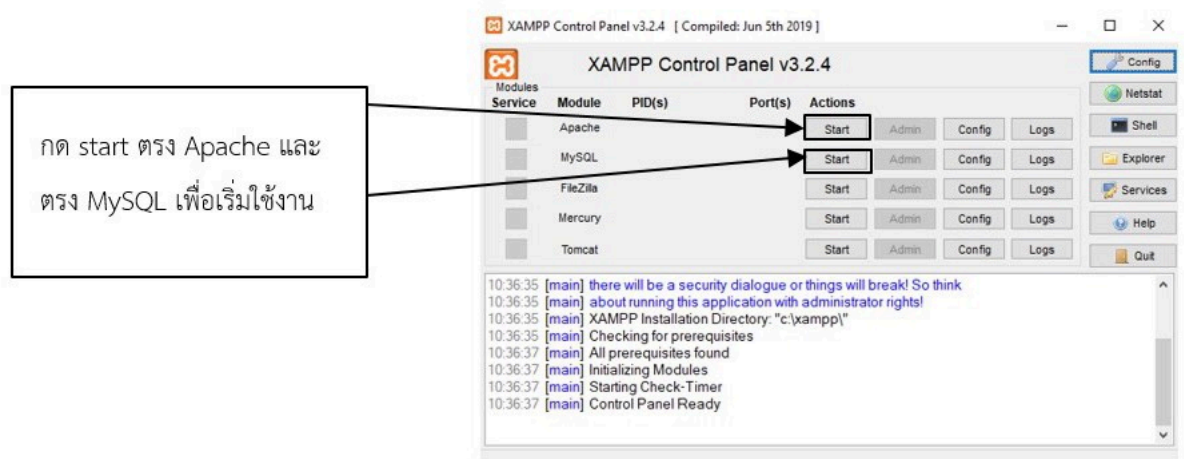 XAMPP Control Panel v3.2.4 [ Compiled: Jun 5th 2019 ]
XAMPP Control Panel v3.2.4
Config
Modules
Service Module PID(s) Port(s) Actions
Netstat
Apache Start Admin Config Logs
Shell
MySQL Start Admin Config Logs
Explorer
FileZilla Start Admin Config Logs
Services
Mercury Start Admin Config Logs
Help
Tomcat Start Admin Config Logs
Quit
กด start ตรง Apache และ
ตรง MySQL เพื่อเริ่มใช้งาน
10:36:35 [main] there will be a security dialogue or things will break! So think
10:36:35 [main] about running this application with administrator rights!
10:36:35 [main] XAMPP Installation Directory: "c:\xampp\"
10:36:35 [main] Checking for prerequisites
10:36:37 [main] All prerequisites found
10:36:37 [main] Initializing Modules
10:36:37 [main] Starting Check-Timer
10:36:37 [main] Control Panel Ready